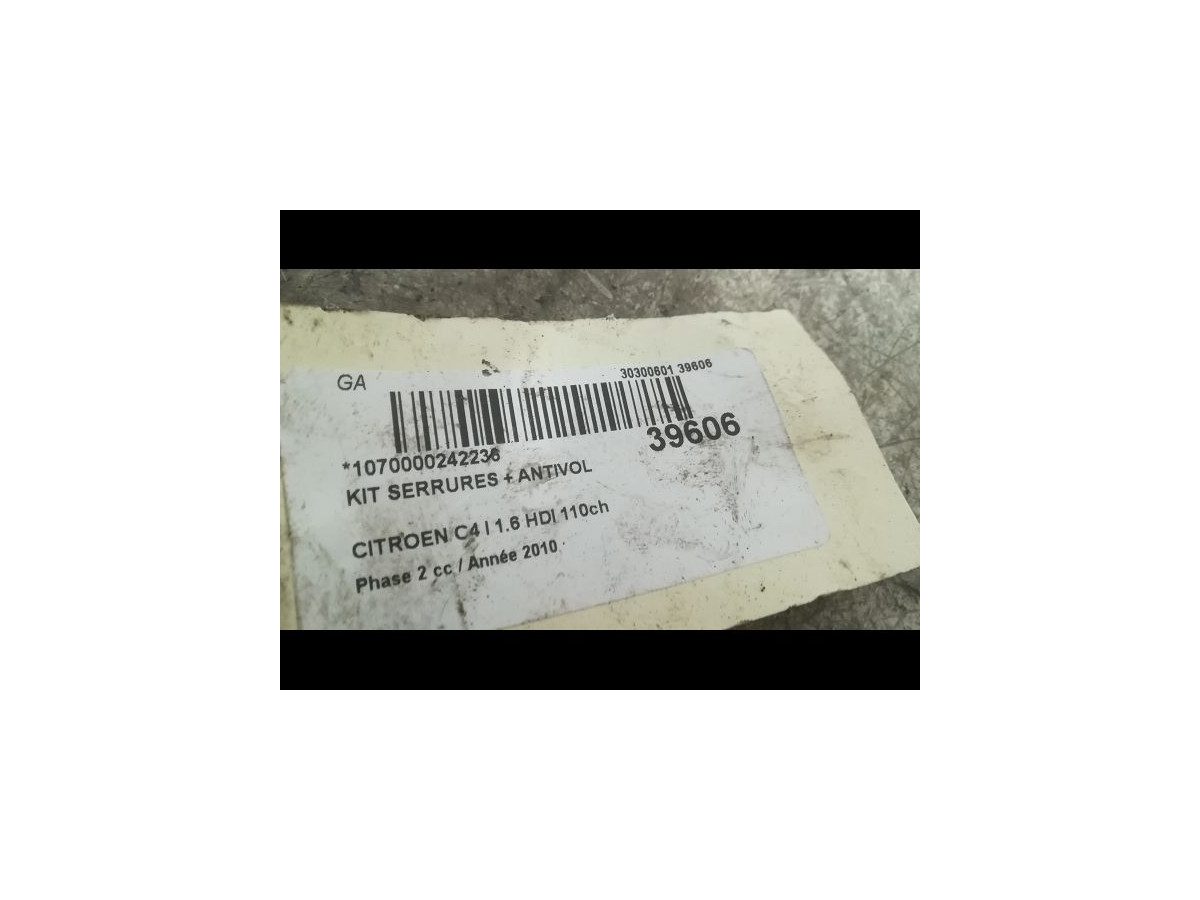 GA
30300601 39606
39606
*1070000242236
KIT SERRURES + ANTIVOL
CITROEN C4 I 1.6 HDI 110ch
Phase 2 cc / Année 2010